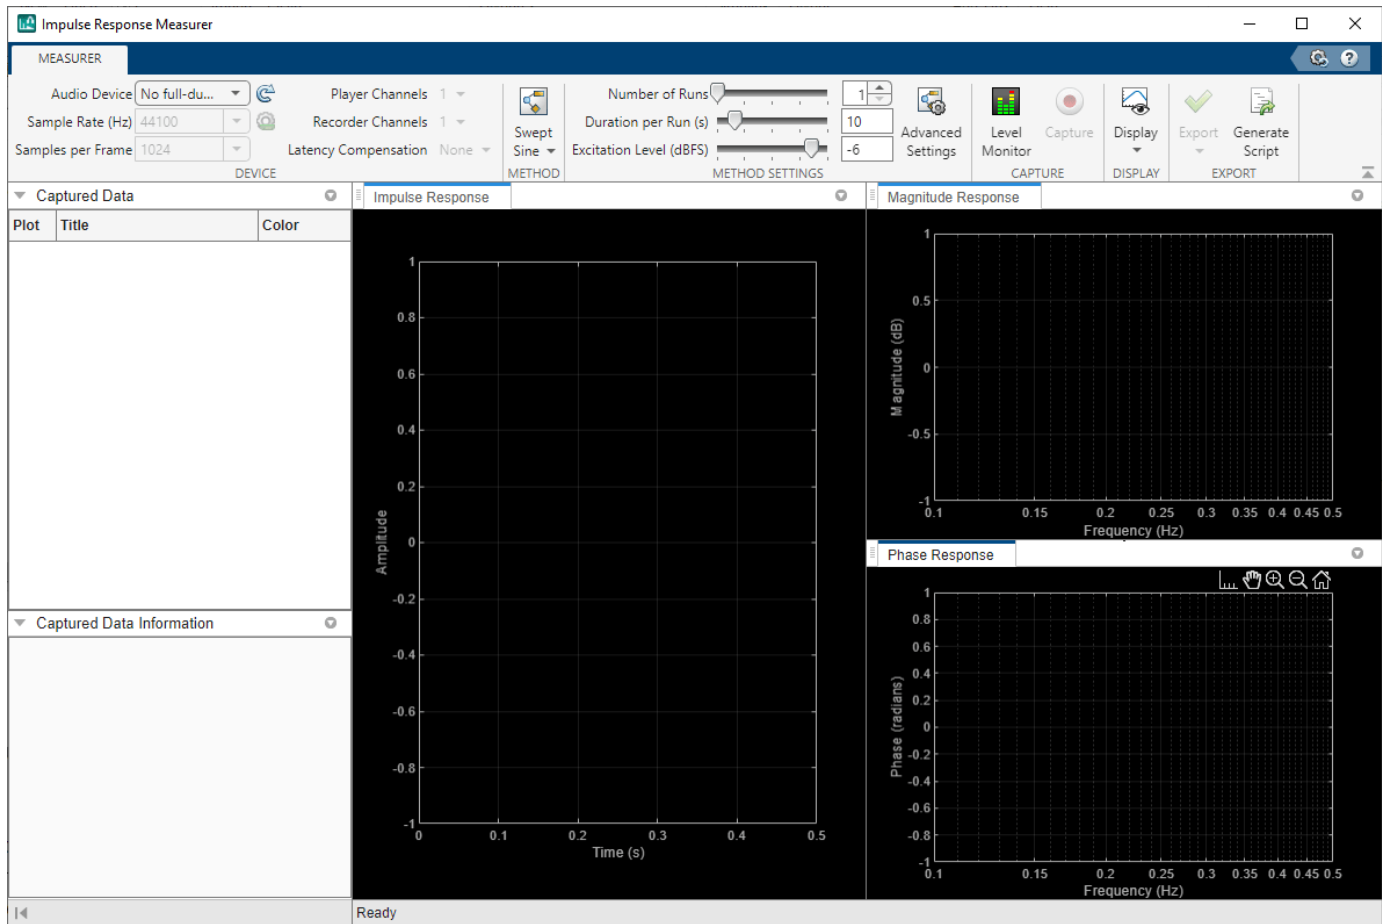 Impulse Response Measurer
MEASURER
Audio Device No full-du...
Sample Rate (Hz) 44100
Samples per Frame 1024
Player Channels 1
Recorder Channels 1
Latency Compensation None
DEVICE
Swept
Sine
METHOD
Number of Runs 1
Duration per Run (s) 10
Excitation Level (dBFS) -6
Advanced
Settings
METHOD SETTINGS
Level
Monitor
Capture
CAPTURE
Display
DISPLAY
Export
Generate
Script
EXPORT
Captured Data
Plot Title Color
Captured Data Information
Impulse Response
1
0.8
0.6
0.4
0.2
0
-0.2
-0.4
-0.6
-0.8
-1
Amplitude
0 0.1 0.2 0.3 0.4 0.5
Time (s)
Magnitude Response
1
0.5
0
-0.5
-1
Magnitude (dB)
0.1 0.15 0.2 0.25 0.3 0.35 0.4 0.45 0.5
Frequency (Hz)
Phase Response
1
0.8
0.6
0.4
0.2
0
-0.2
-0.4
-0.6
-0.8
-1
Phase (radians)
0.1 0.15 0.2 0.25 0.3 0.35 0.4 0.45 0.5
Frequency (Hz)
Ready